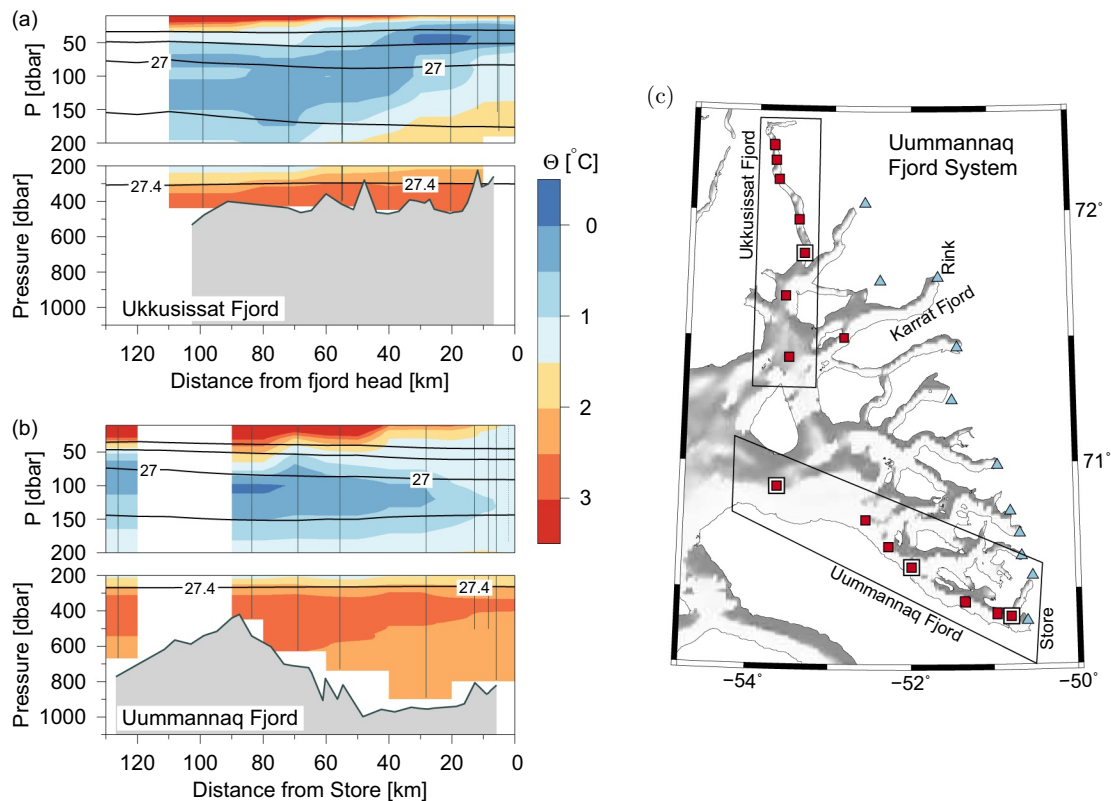 (a)
P [dbar]
50
100
150
200
27
27
Pressure [dbar]
200
400
600
800
1000
27.4
27.4
Ukkusissat Fjord
120
100
80
60
40
20
0
Distance from fjord head [km]
Θ [°C]
0
1
2
3
(b)
P [dbar]
50
100
150
200
27
27
Pressure [dbar]
200
400
600
800
1000
27.4
27.4
Uummannaq Fjord
120
100
80
60
40
20
0
Distance from Store [km]
(c)
Uummannaq
Fjord System
Ukkusissat Fjord
Rink
Karrat Fjord
Uummannaq Fjord
Store
72°
71°
−54°
−52°
−50°